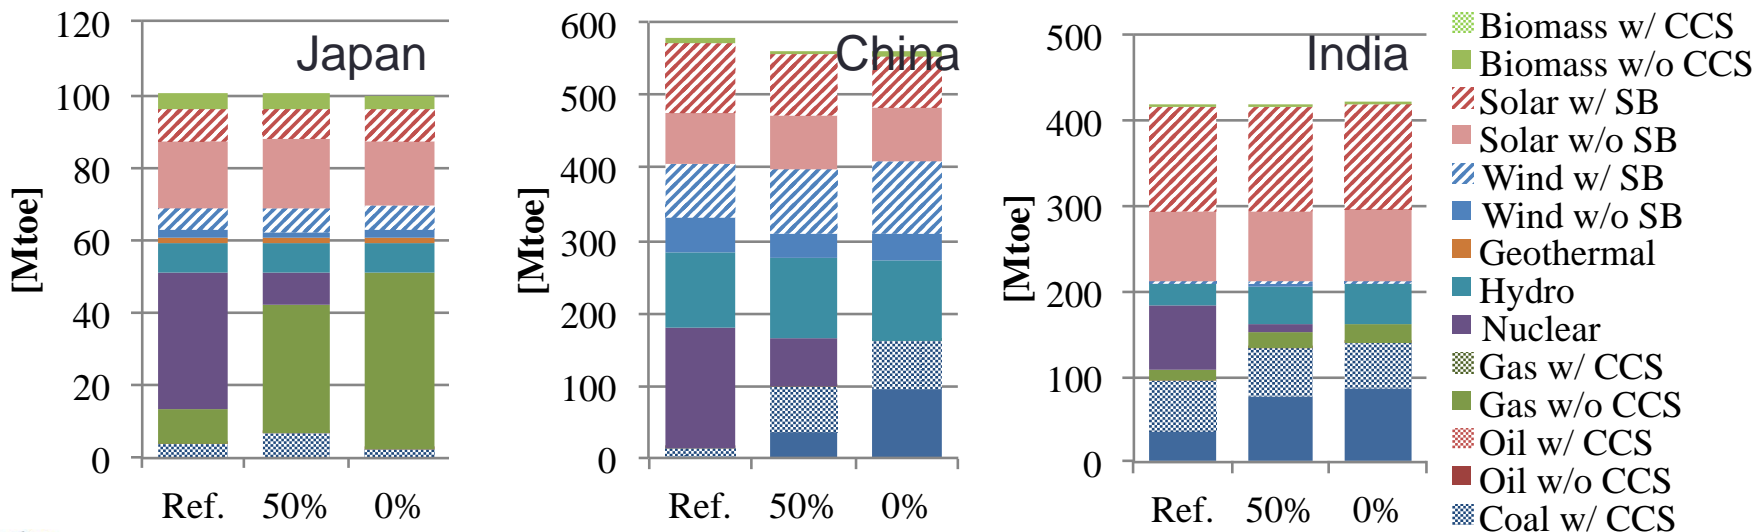 Japan
[Mtoe]
120
100
80
60
40
20
0
Ref. 50% 0%
China
[Mtoe]
600
500
400
300
200
100
0
Ref. 50% 0%
India
[Mtoe]
500
400
300
200
100
0
Ref. 50% 0%
Biomass w/ CCS
Biomass w/o CCS
Solar w/ SB
Solar w/o SB
Wind w/ SB
Wind w/o SB
Geothermal
Hydro
Nuclear
Gas w/ CCS
Gas w/o CCS
Oil w/ CCS
Oil w/o CCS
Coal w/ CCS